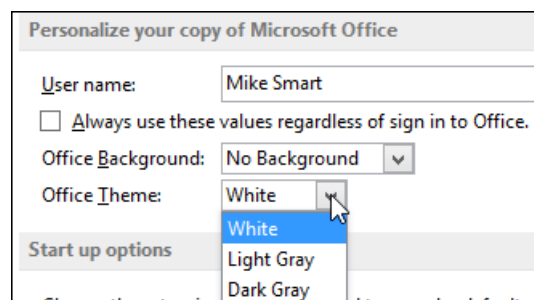 Personalize your copy of Microsoft Office
User name: Mike Smart
Always use these values regardless of sign in to Office.
Office Background: No Background
Office Theme: White
White
Start up options
Light Gray
Dark Gray